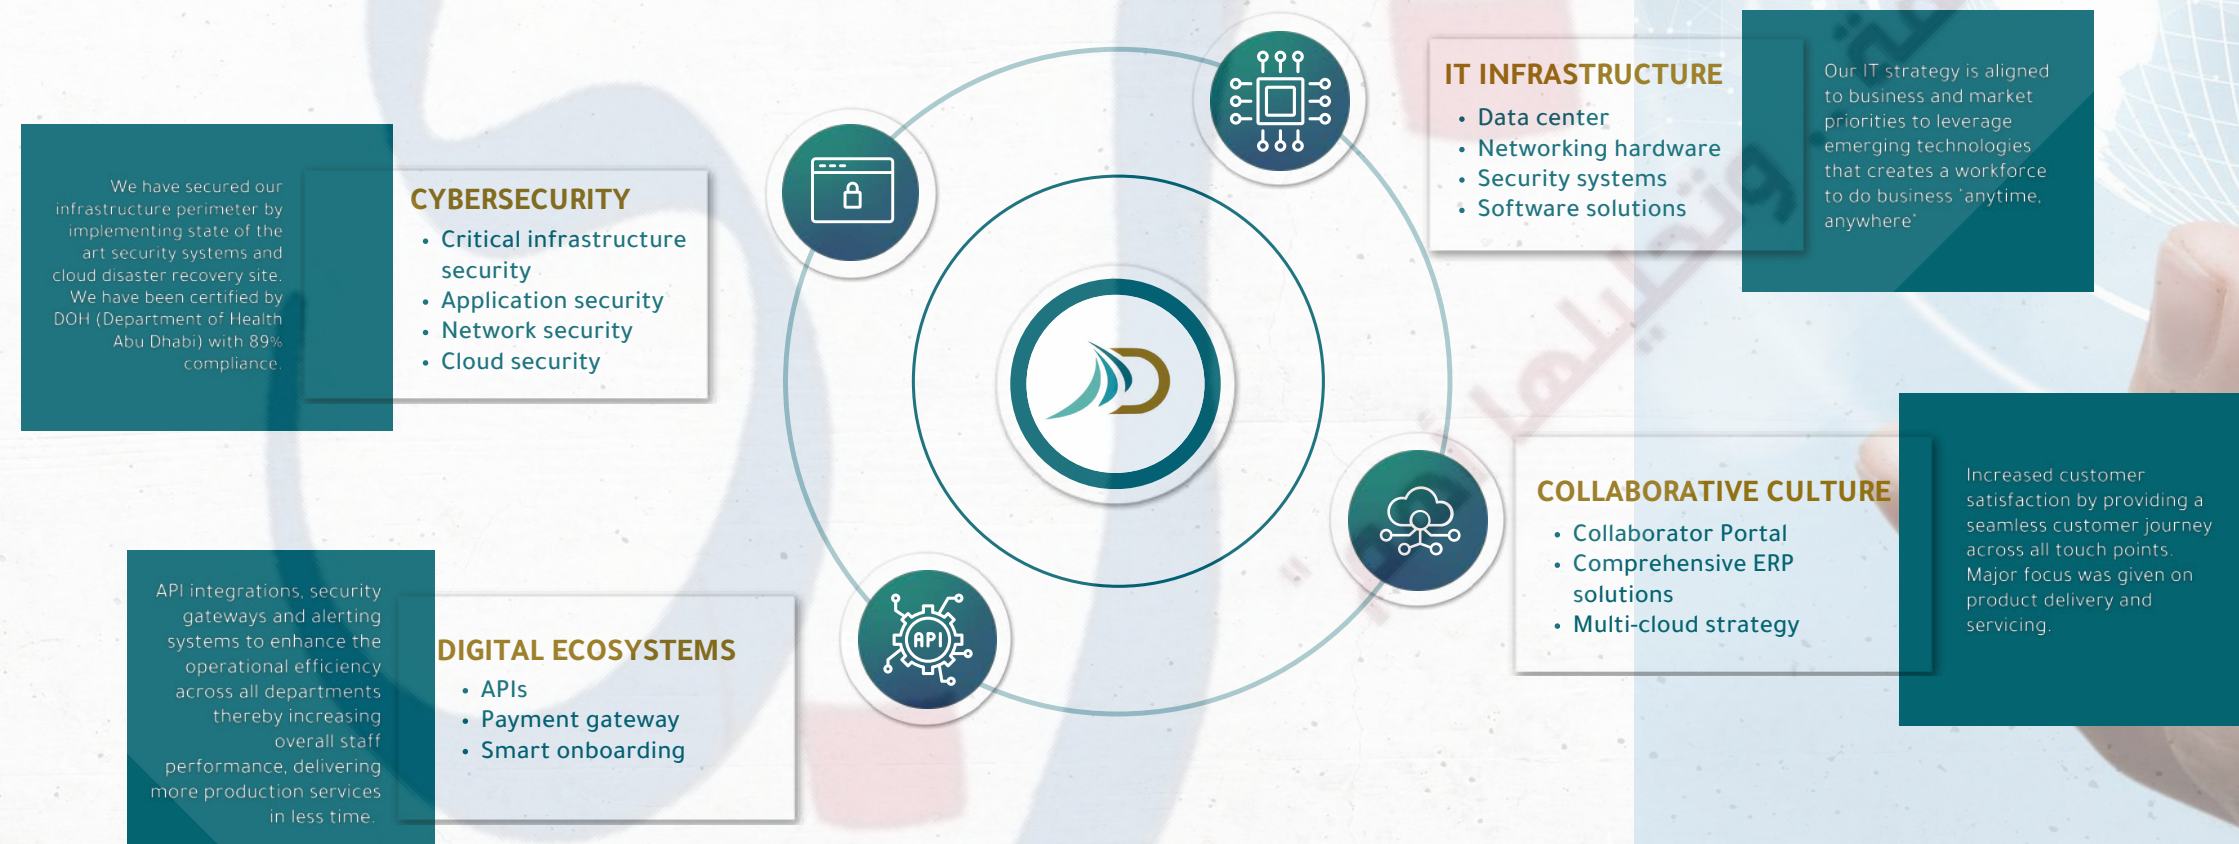 We have secured our
infrastructure perimeter by
implementing state of the
art security systems and
cloud disaster recovery site.
We have been certified by
DOH (Department of Health
Abu Dhabi) with 89%
compliance.
CYBERSECURITY
• Critical infrastructure
security
• Application security
• Network security
• Cloud security
IT INFRASTRUCTURE
• Data center
• Networking hardware
• Security systems
• Software solutions
Our IT strategy is aligned
to business and market
priorities to leverage
emerging technologies
that creates a workforce
to do business "anytime,
anywhere"
API integrations, security
gateways and alerting
systems to enhance the
operational efficiency
across all departments
thereby increasing
overall staff
performance, delivering
more production services
in less time.
DIGITAL ECOSYSTEMS
• APIs
• Payment gateway
• Smart onboarding
API
COLLABORATIVE CULTURE
• Collaborator Portal
• Comprehensive ERP
solutions
• Multi-cloud strategy
Increased customer
satisfaction by providing a
seamless customer journey
across all touch points.
Major focus was given on
product delivery and
servicing.
وتحليلها